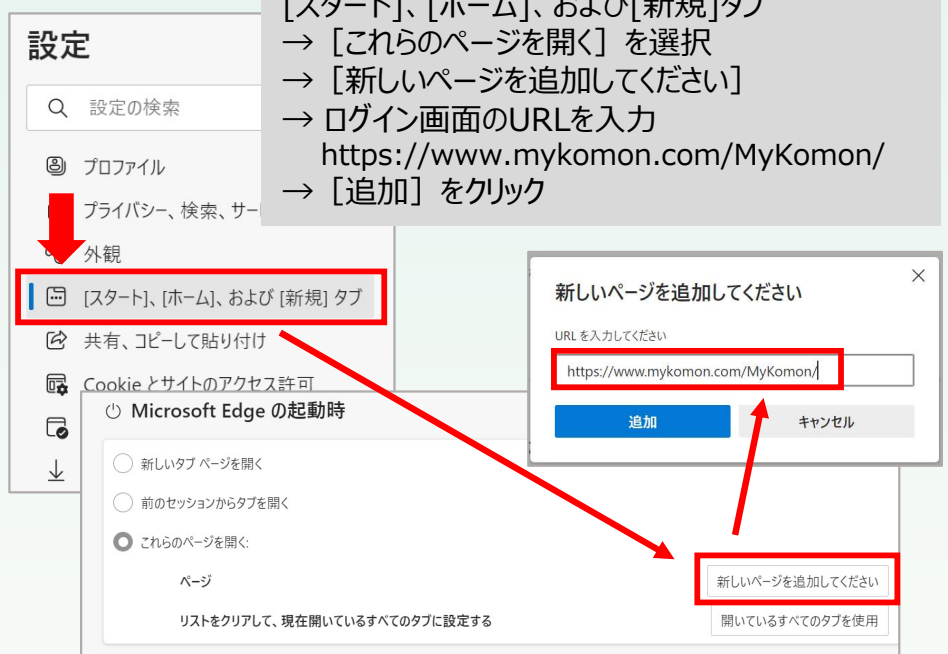 [スタート]、[ホーム]、および[新規]タブ
→［これらのページを開く］を選択
→［新しいページを追加してください］
→ ログイン画面のURLを入力
https://www.mykomon.com/MyKomon/
→［追加］をクリック
設定
設定の検索
プロファイル
プライバシー、検索、サー
外観
[スタート]、[ホーム]、および [新規] タブ
共有、コピーして貼り付け
Cookie とサイトのアクセス許可
新しいページを追加してください
URL を入力してください
https://www.mykomon.com/MyKomon/
追加
キャンセル
Microsoft Edge の起動時
新しいタブ ページを開く
前のセッションからタブを開く
これらのページを開く:
ページ
新しいページを追加してください
リストをクリアして、現在開いているすべてのタブに設定する
開いているすべてのタブを使用